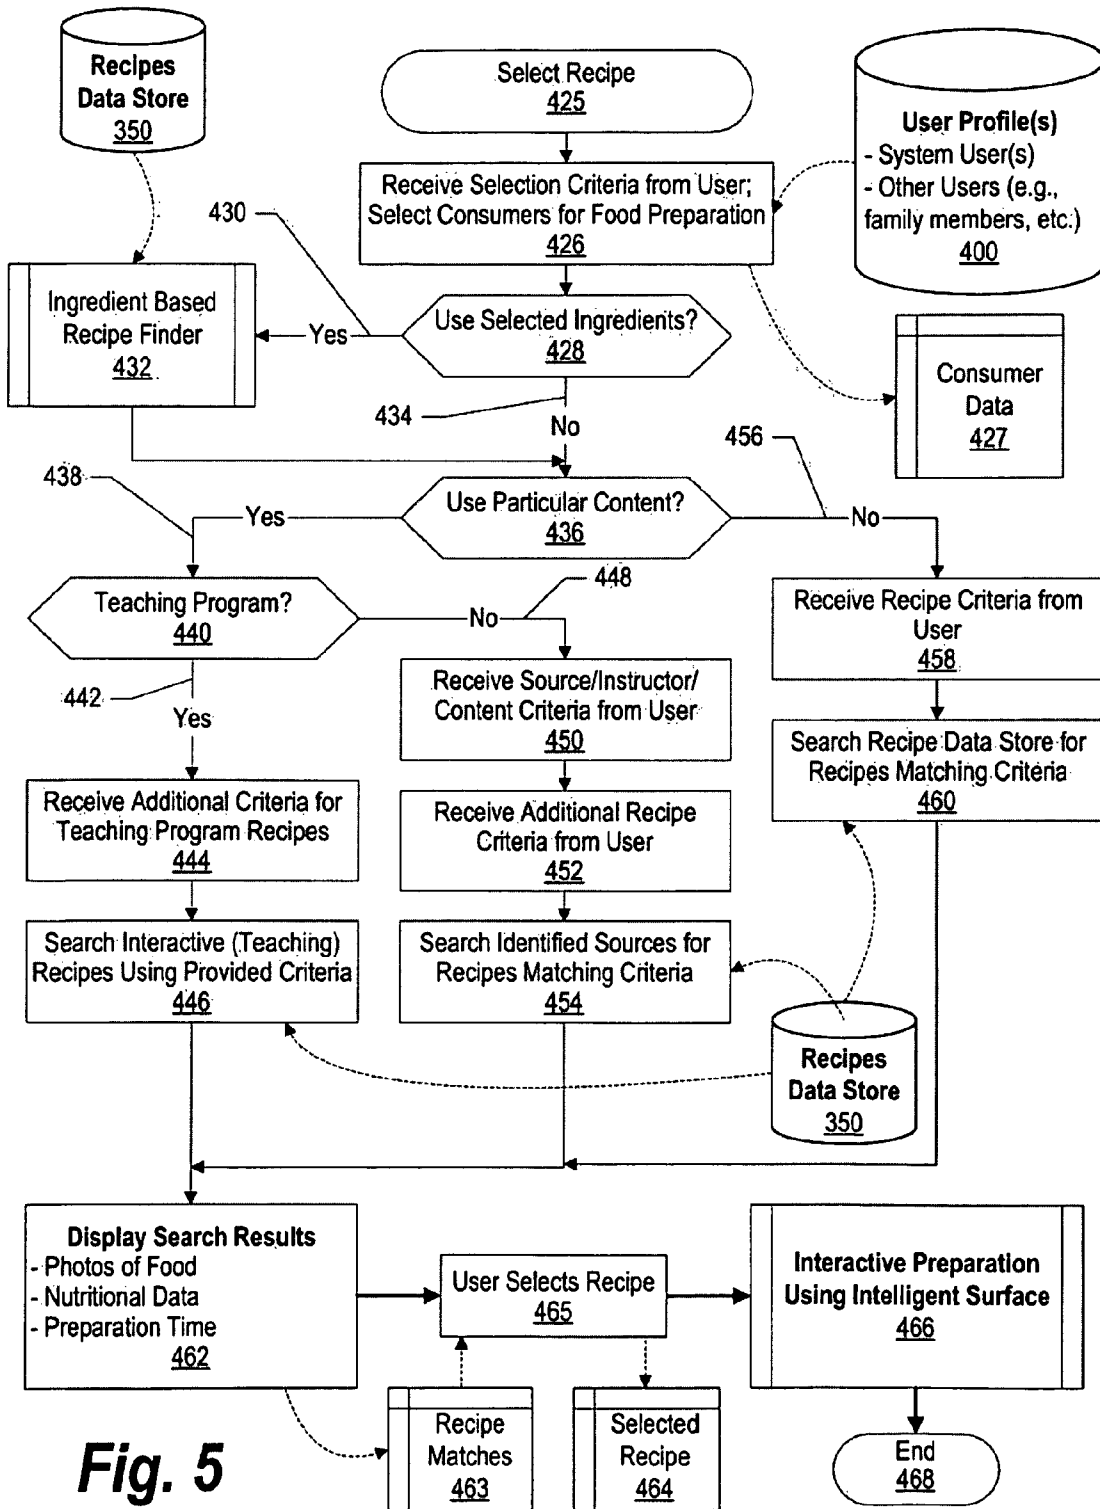 Recipes
Data Store
350
Select Recipe
425
User Profile(s)
- System User(s)
- Other Users (e.g.,
family members, etc.)
400
Receive Selection Criteria from User;
Select Consumers for Food Preparation
426
430
Ingredient Based
Recipe Finder
432
Yes
Use Selected Ingredients?
428
Consumer
Data
427
434
No
456
438
Yes
Use Particular Content?
436
No
Teaching Program?
440
448
No
Receive Recipe Criteria from
User
458
442
Yes
Receive Source/Instructor/
Content Criteria from User
450
Search Recipe Data Store for
Recipes Matching Criteria
460
Receive Additional Criteria for
Teaching Program Recipes
444
Receive Additional Recipe
Criteria from User
452
Search Interactive (Teaching)
Recipes Using Provided Criteria
446
Search Identified Sources for
Recipes Matching Criteria
454
Recipes
Data Store
350
Display Search Results
- Photos of Food
- Nutritional Data
- Preparation Time
462
User Selects Recipe
465
Interactive Preparation
Using Intelligent Surface
466
Recipe
Matches
463
Selected
Recipe
464
End
468
Fig. 5